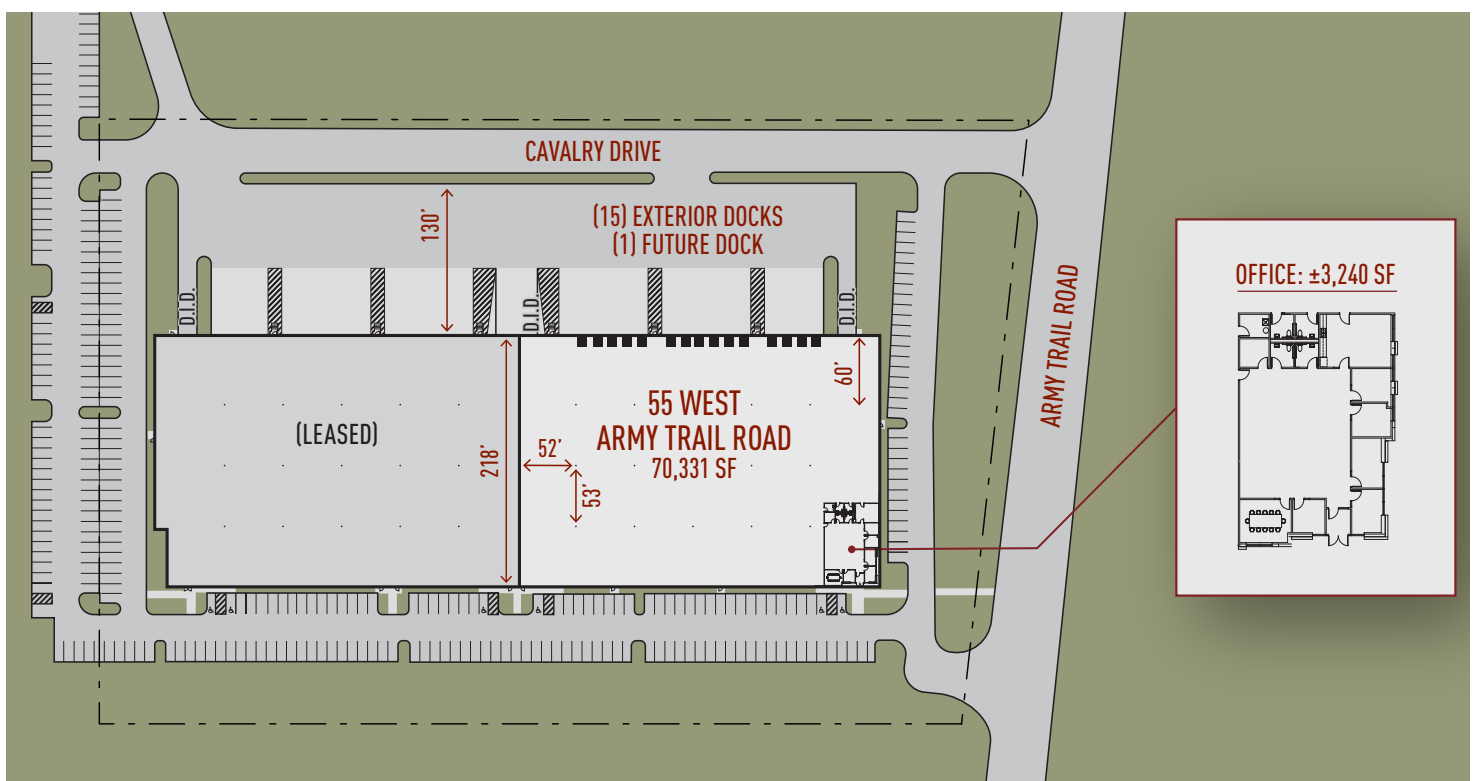 CAVALRY DRIVE
130'
(15) EXTERIOR DOCKS
(1) FUTURE DOCK
D.I.D.
D.I.D.
D.I.D.
ARMY TRAIL ROAD
OFFICE: ±3,240 SF
60'
(LEASED)
218'
55 WEST
ARMY TRAIL ROAD
70,331 SF
52'
53'